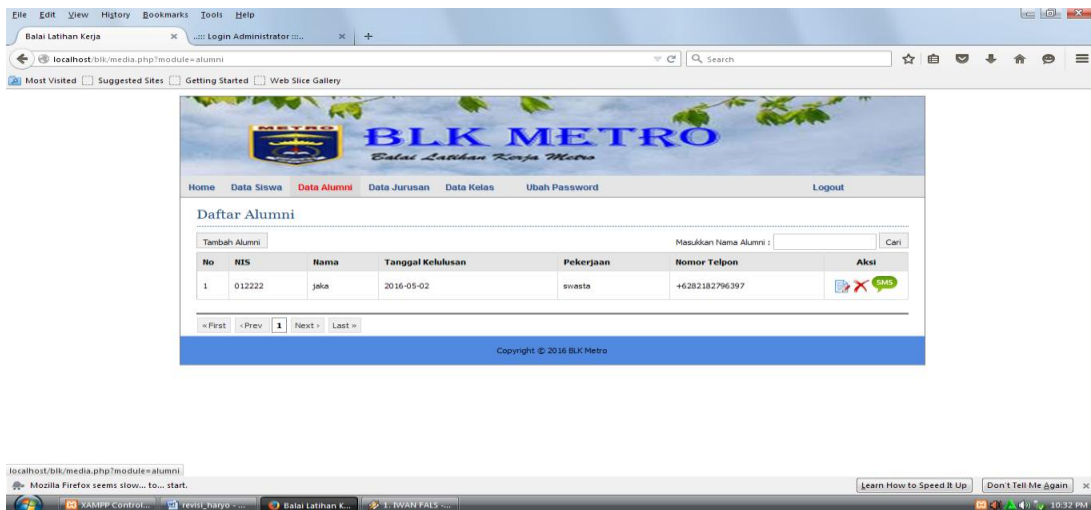 File Edit View History Bookmarks Tools Help
Balai Latihan Kerja × ..::: Login Administrator :::.. × +
localhost/blk/media.php?module=alumni Search
Most Visited Suggested Sites Getting Started Web Slice Gallery
METRO
BLK METRO
Balai Latihan Kerja Metro
Home Data Siswa Data Alumni Data Jurusan Data Kelas Ubah Password Logout
Daftar Alumni
Tambah Alumni Masukkan Nama Alumni : Cari
No NIS Nama Tanggal Kelulusan Pekerjaan Nomor Telpon Aksi
1 012222 jaka 2016-05-02 swasta +6282182796397 SMS
« First ‹ Prev 1 Next › Last »
Copyright © 2016 BLK Metro
localhost/blk/media.php?module=alumni
Mozilla Firefox seems slow... to... start. Learn How to Speed It Up Don't Tell Me Again ×
XAMPP Control... revisi_haryo - ... Balai Latihan K... 1. IWAN FALS -... 10:32 PM